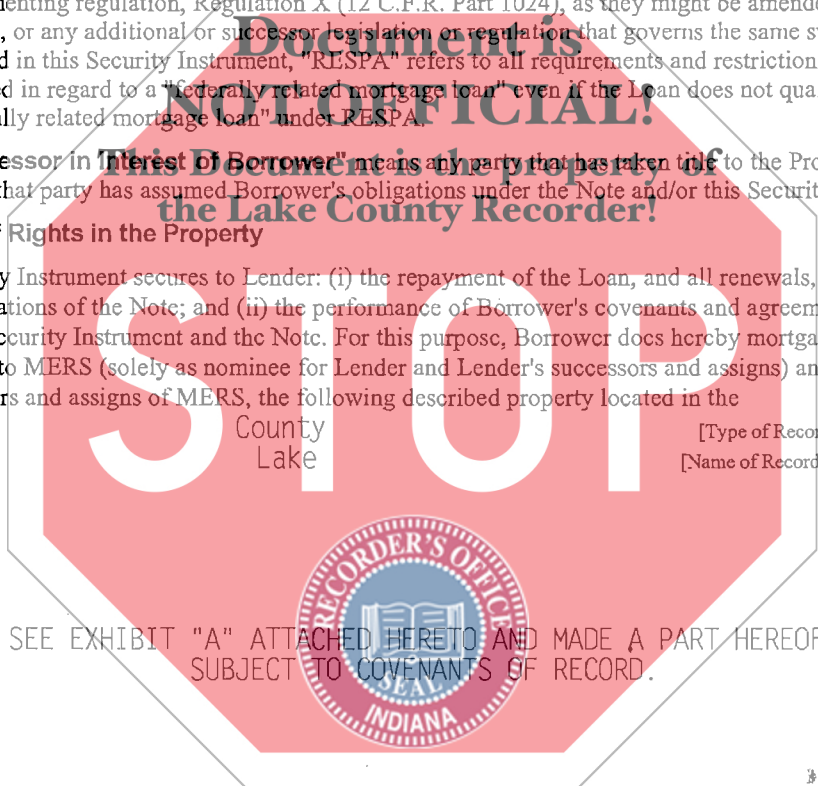 enting regulation, Regulation X (12 C.F.R. Part 1024), as they might be amende
Document is
, or any additional or successor legislation or regulation that governs the same s
d in this Security Instrument, "RESPA" refers to all requirements and restriction
d in regard to a "federally related mortgage loan" even if the Loan does not qua
NOT OFFICIAL!
lly related mortgage loan" under RESPA.
essor in Interest of Borrower" means any party that has taken title to the Pro
This Document is the property of
hat party has assumed Borrower's obligations under the Note and/or this Securit
the Lake County Recorder!
Rights in the Property
y Instrument secures to Lender: (i) the repayment of the Loan, and all renewals,
ations of the Note; and (ii) the performance of Borrower's covenants and agreem
ecurity Instrument and the Note. For this purpose, Borrower does hereby mortga
to MERS (solely as nominee for Lender and Lender's successors and assigns) an
rs and assigns of MERS, the following described property located in the
County [Type of Recor
Lake [Name of Record
STOP
RECORDER'S OFFICE
SEE EXHIBIT "A" ATTACHED HERETO AND MADE A PART HEREOF
SUBJECT TO COVENANTS OF RECORD.
SEAL
INDIANA